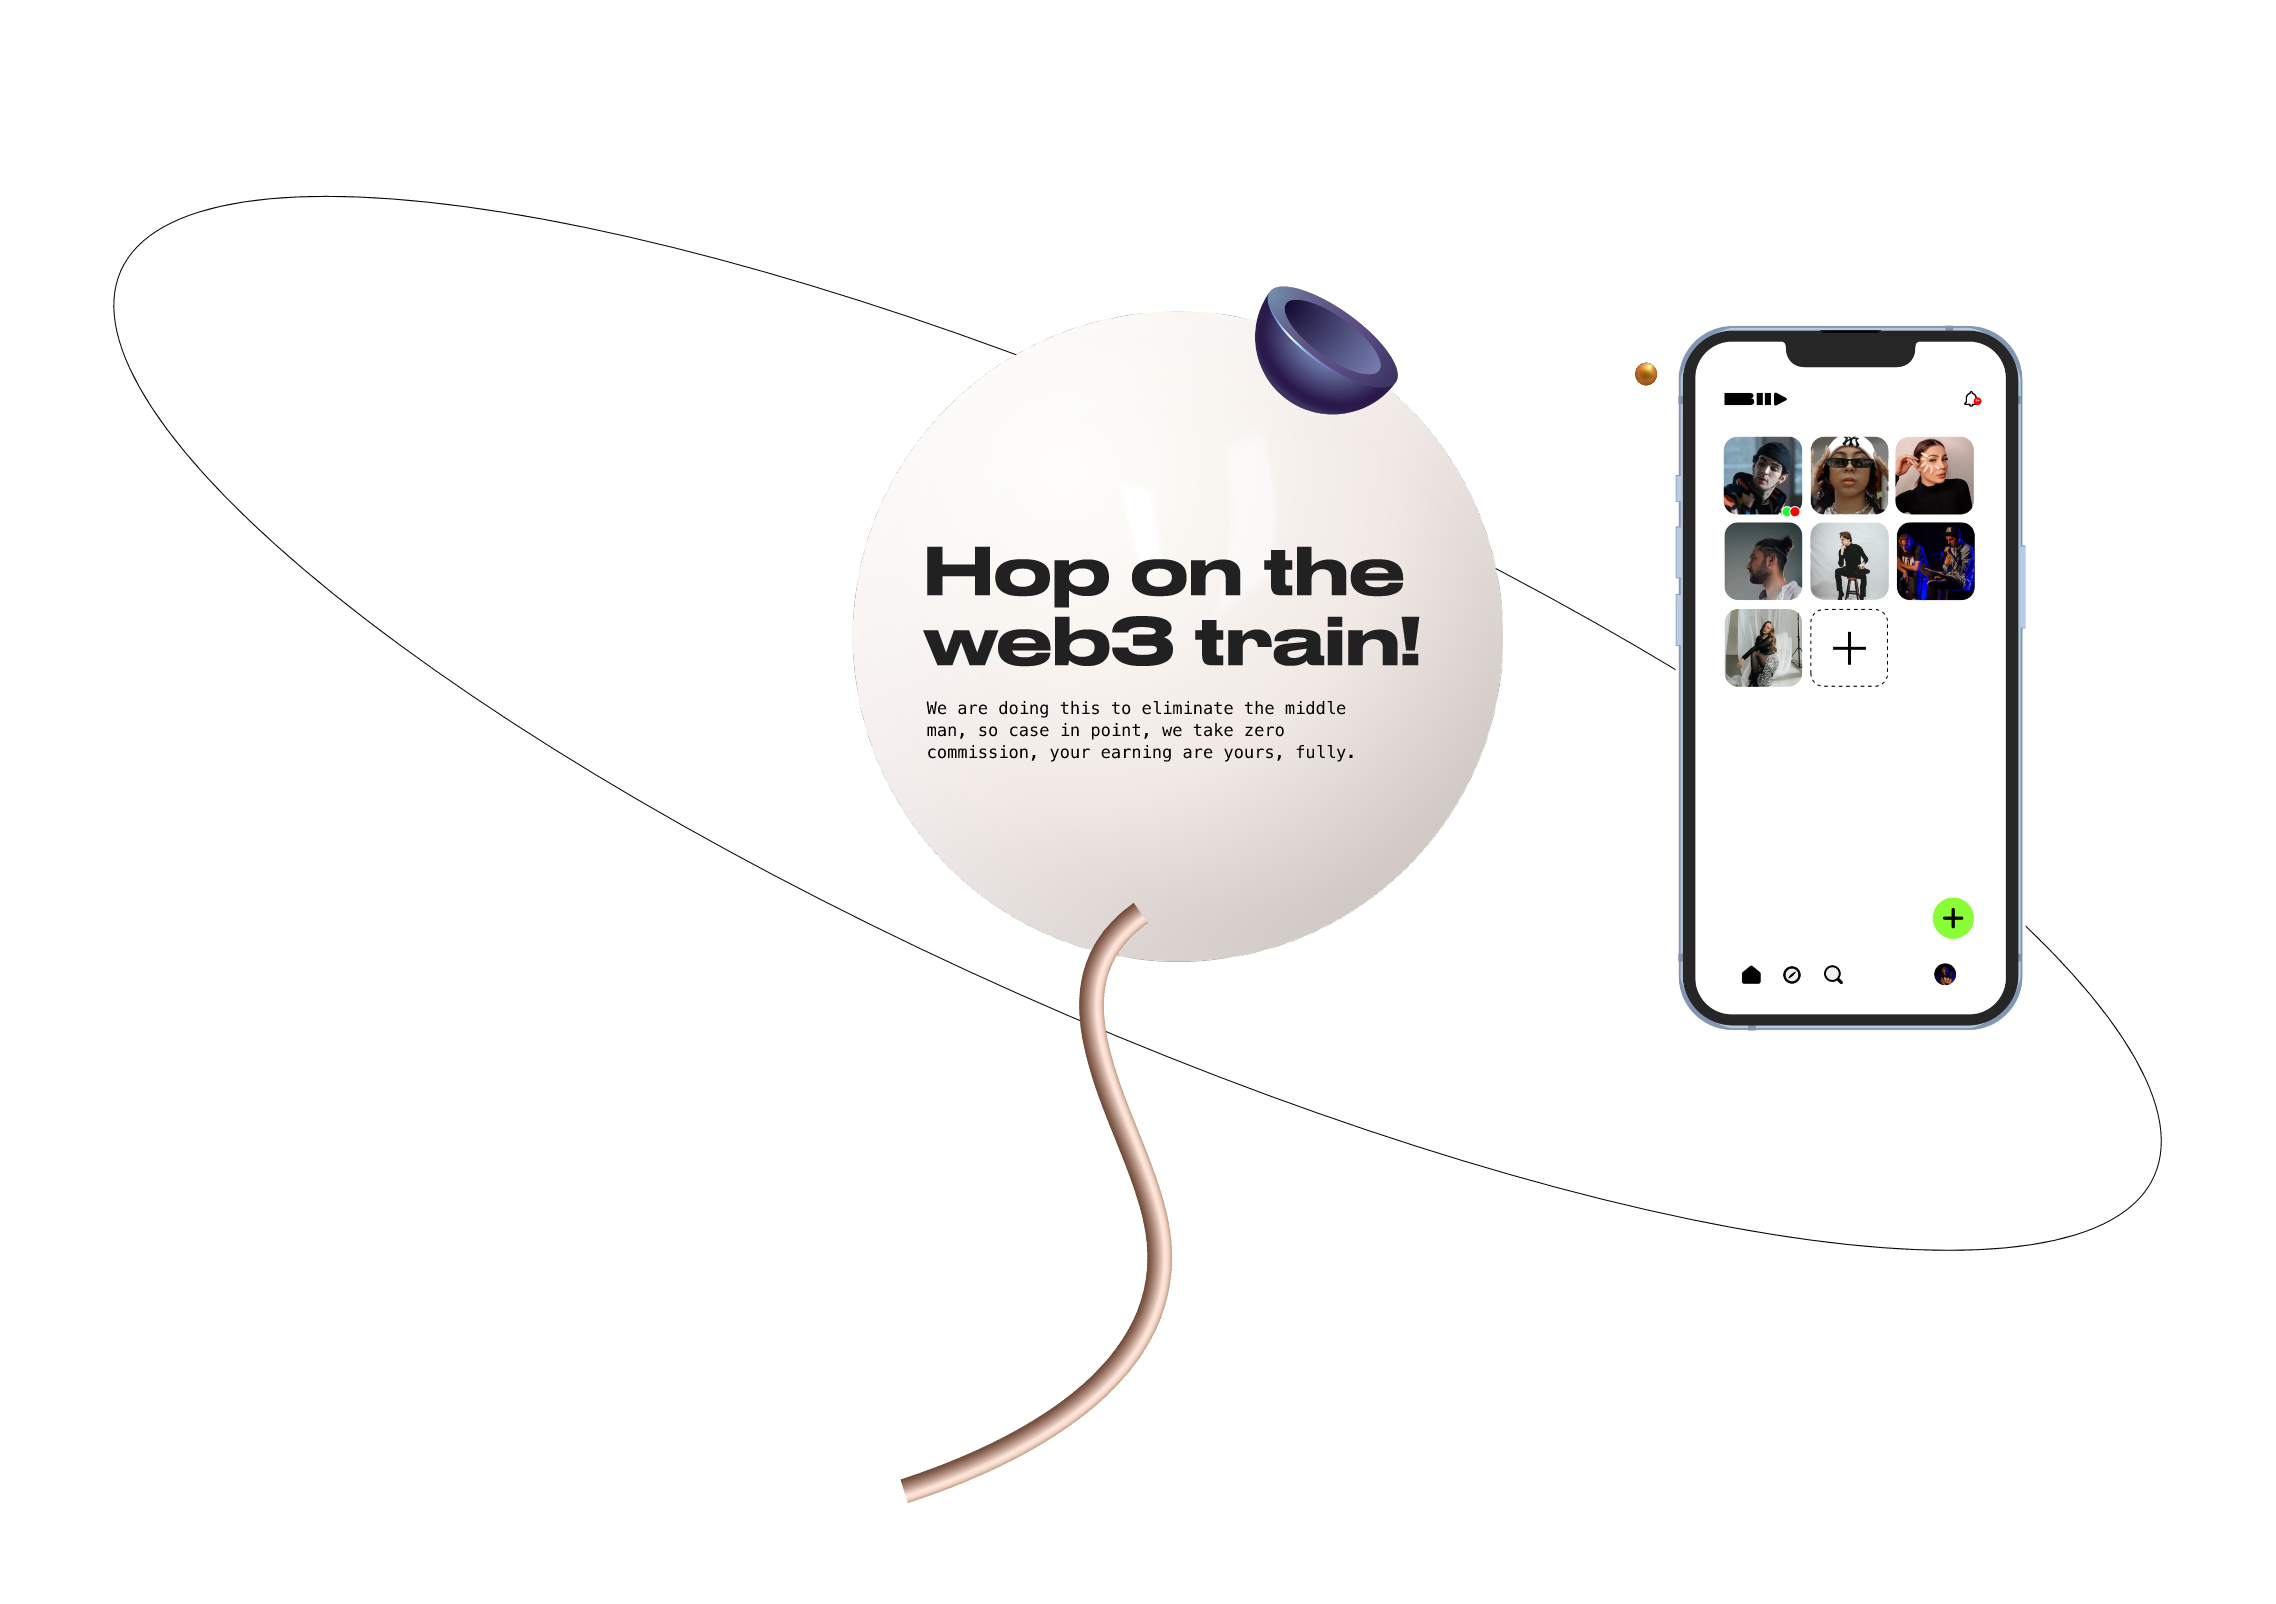 Hop on the
web3 train!
We are doing this to eliminate the middle
man, so case in point, we take zero
commission, your earning are yours, fully.